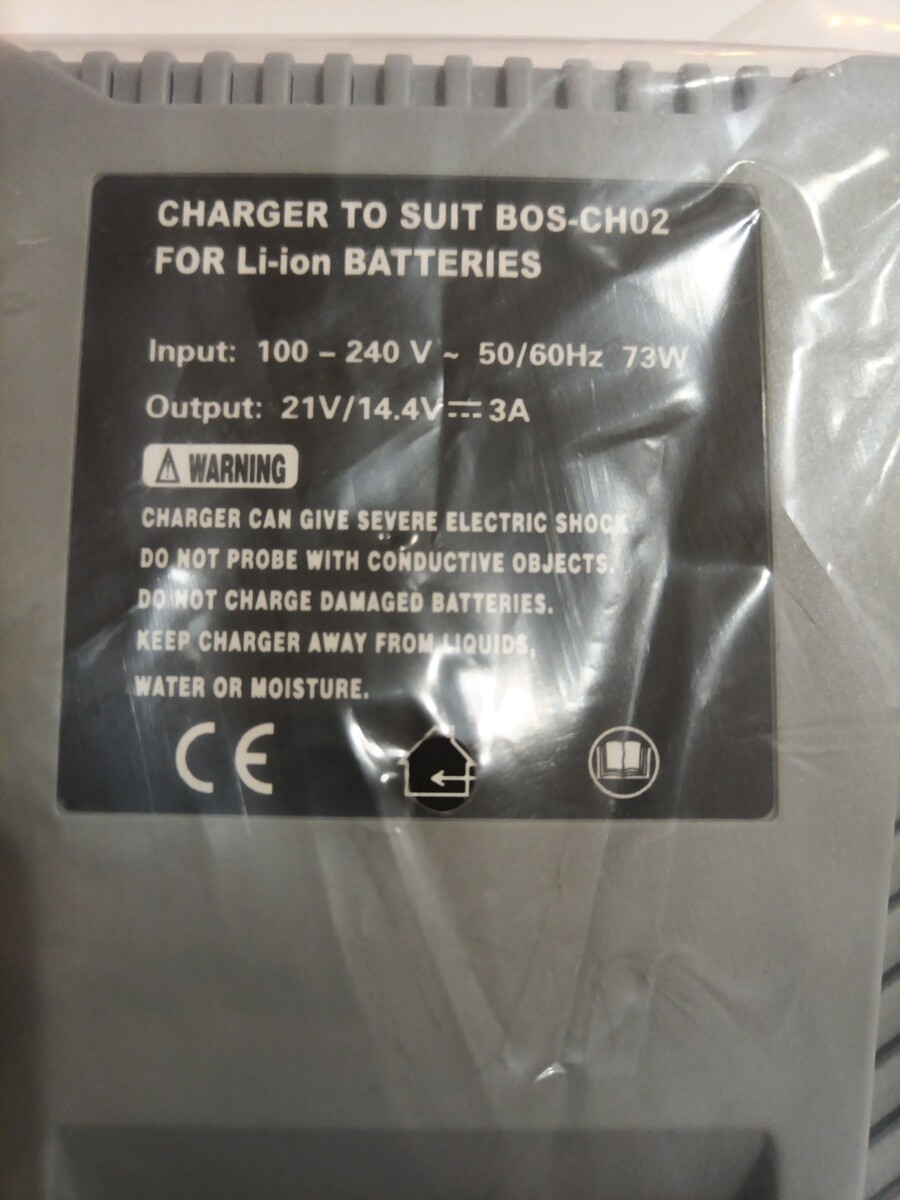 CHARGER TO SUIT BOS-CH02
FOR Li-ion BATTERIES
Input: 100 – 240 V ~ 50/60Hz 73W
Output: 21V/14.4V⎓3A
⚠ WARNING
CHARGER CAN GIVE SEVERE ELECTRIC SHOCK
DO NOT PROBE WITH CONDUCTIVE OBJECTS.
DO NOT CHARGE DAMAGED BATTERIES.
KEEP CHARGER AWAY FROM LIQUIDS,
WATER OR MOISTURE.
CE